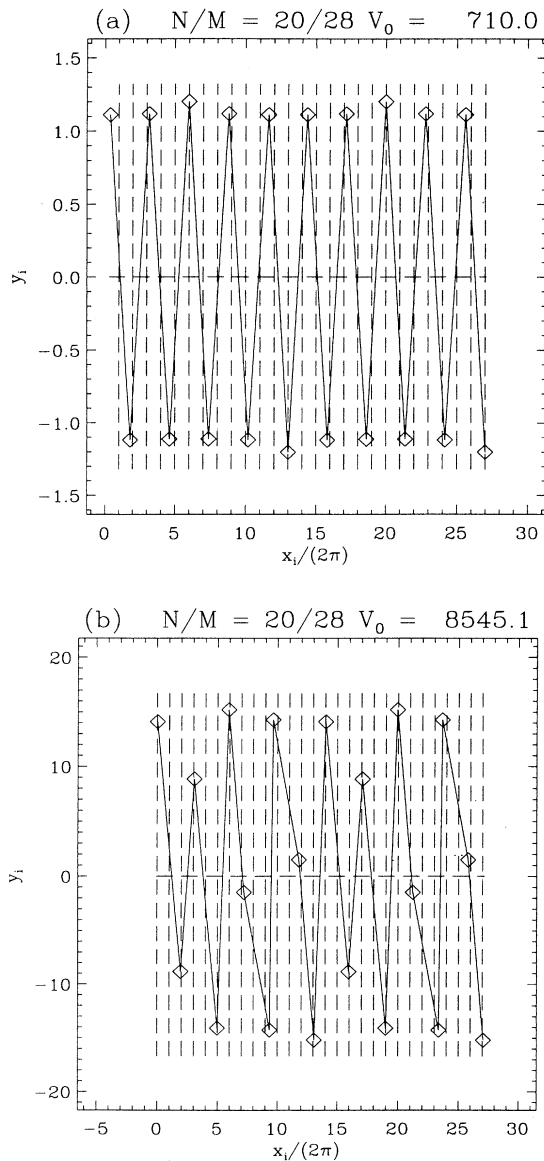 (a) N/M = 20/28 V₀ = 710.0
1.5
1.0
0.5
0.0
−0.5
−1.0
−1.5
yᵢ
0 5 10 15 20 25 30
xᵢ/(2π)
(b) N/M = 20/28 V₀ = 8545.1
20
10
0
−10
−20
yᵢ
−5 0 5 10 15 20 25 30
xᵢ/(2π)